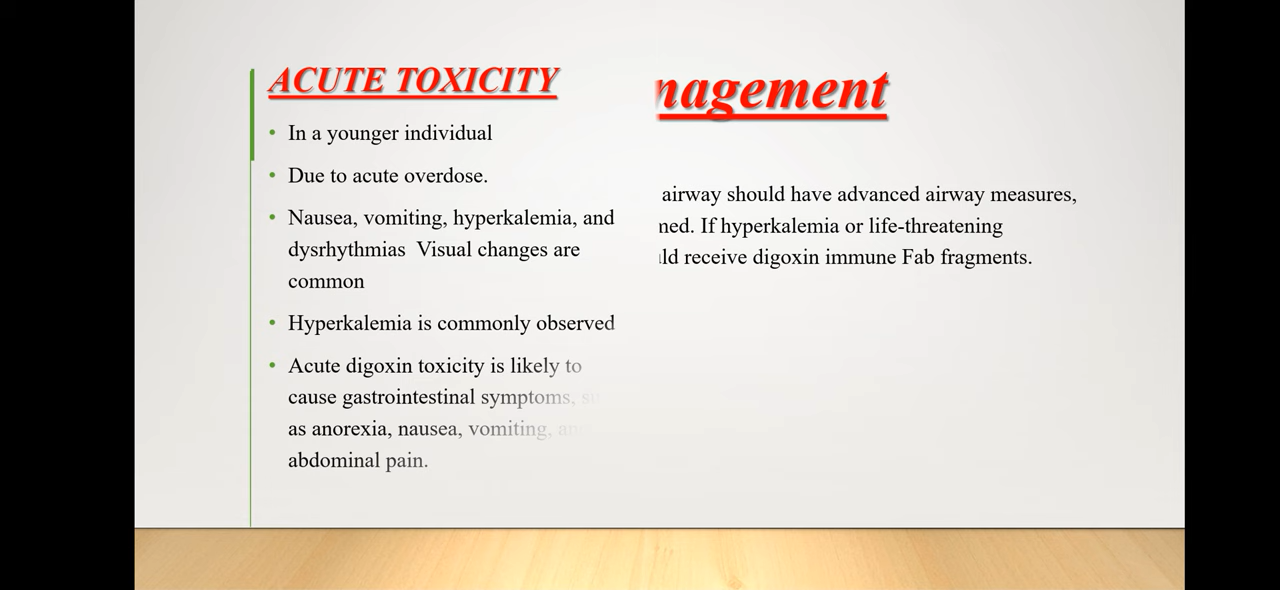 ACUTE TOXICITY
• In a younger individual
• Due to acute overdose.
• Nausea, vomiting, hyperkalemia, and
dysrhythmias  Visual changes are
common
• Hyperkalemia is commonly observed
• Acute digoxin toxicity is likely to
cause gastrointestinal symptoms,
as anorexia, nausea, vomiting,
abdominal pain.
nagement
airway should have advanced airway measures,
ned. If hyperkalemia or life-threatening
receive digoxin immune Fab fragments.